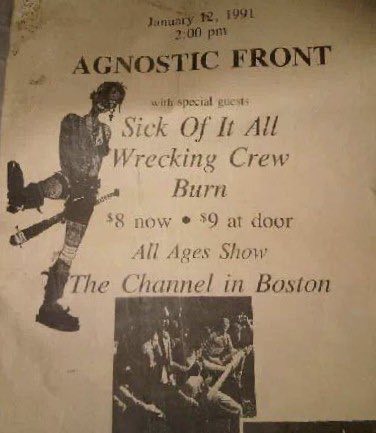 January 12, 1991
2:00 pm
AGNOSTIC FRONT
with special guests
Sick Of It All
Wrecking Crew
Burn
$8 now • $9 at door
All Ages Show
The Channel in Boston